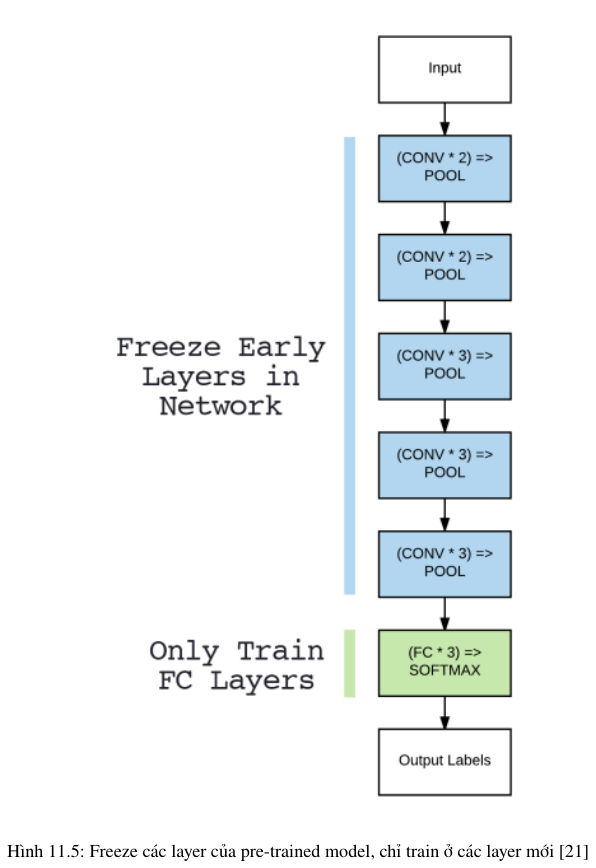 Input
(CONV * 2) =>
POOL
(CONV * 2) =>
POOL
(CONV * 3) =>
POOL
(CONV * 3) =>
POOL
(CONV * 3) =>
POOL
Freeze Early
Layers in
Network
(FC * 3) =>
SOFTMAX
Only Train
FC Layers
Output Labels
Hình 11.5: Freeze các layer của pre-trained model, chỉ train ở các layer mới [21]